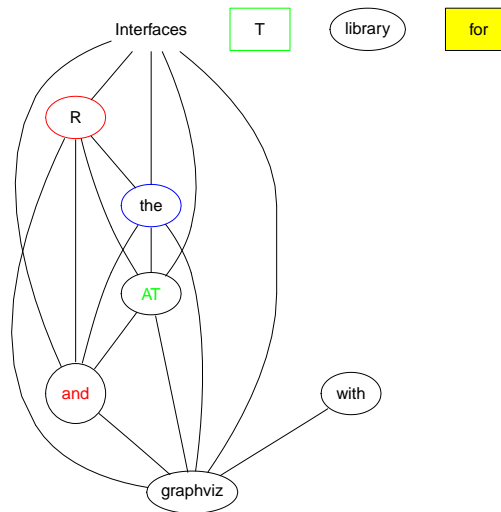 Interfaces T library for
R
the
AT
and
with
graphviz